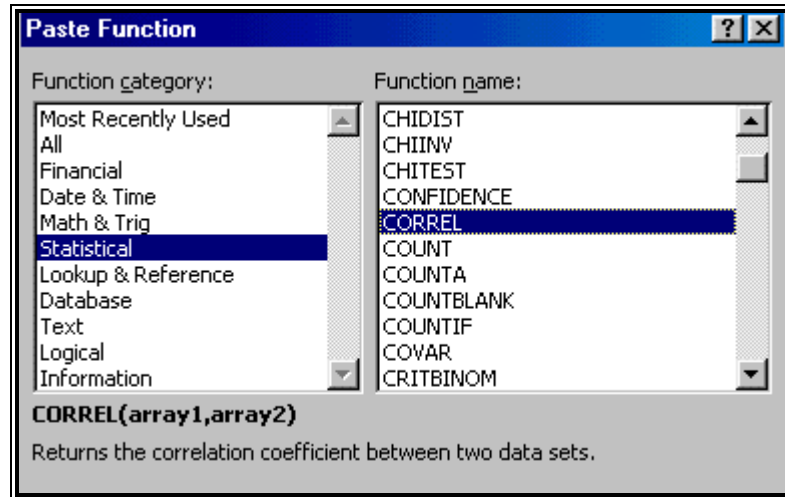 Paste Function
Function category:
Most Recently Used
All
Financial
Date & Time
Math & Trig
Statistical
Lookup & Reference
Database
Text
Logical
Information
Function name:
CHIDIST
CHIINV
CHITEST
CONFIDENCE
CORREL
COUNT
COUNTA
COUNTBLANK
COUNTIF
COVAR
CRITBINOM
CORREL(array1,array2)
Returns the correlation coefficient between two data sets.